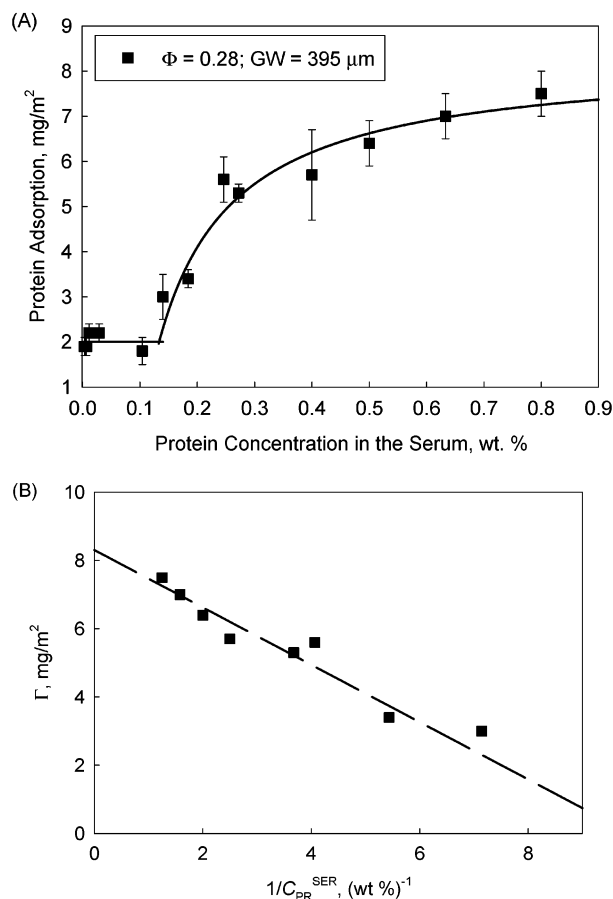 (A)
9
8
7
6
5
4
3
2
1
Φ = 0.28; GW = 395 μm
Protein Adsorption, mg/m²
0.0 0.1 0.2 0.3 0.4 0.5 0.6 0.7 0.8 0.9
Protein Concentration in the Serum, wt. %
(B)
10
8
6
4
2
0
Γ, mg/m²
0 2 4 6 8
1/C_PR^SER, (wt %)⁻¹